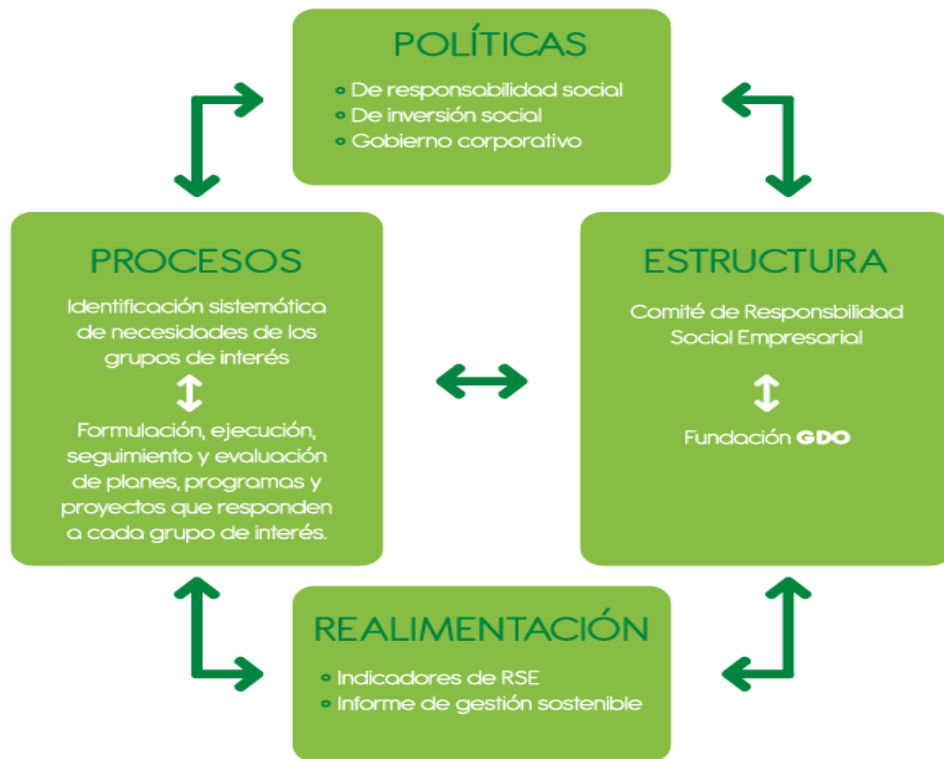 POLÍTICAS
De responsabilidad social
De inversión social
Gobierno corporativo
PROCESOS
Identificación sistemática
de necesidades de los
grupos de interés
Formulación, ejecución,
seguimiento y evaluación
de planes, programas y
proyectos que responden
a cada grupo de interés.
ESTRUCTURA
Comité de Responsbilidad
Social Empresarial
Fundación GDO
REALIMENTACIÓN
Indicadores de RSE
Informe de gestión sostenible